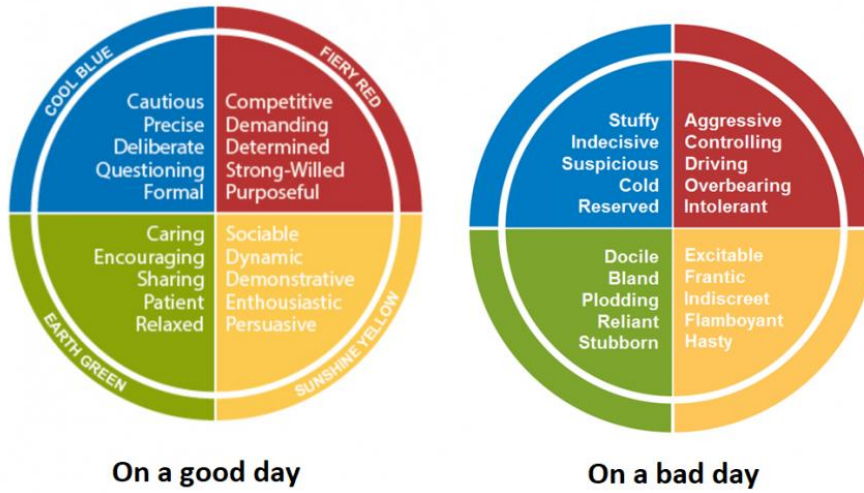 COOL BLUE
FIERY RED
Cautious
Precise
Deliberate
Questioning
Formal
Competitive
Demanding
Determined
Strong-Willed
Purposeful
Caring
Encouraging
Sharing
Patient
Relaxed
Sociable
Dynamic
Demonstrative
Enthousiastic
Persuasive
EARTH GREEN
SUNSHINE YELLOW
On a good day
Stuffy
Indecisive
Suspicious
Cold
Reserved
Aggressive
Controlling
Driving
Overbearing
Intolerant
Docile
Bland
Plodding
Reliant
Stubborn
Excitable
Frantic
Indiscreet
Flamboyant
Hasty
On a bad day